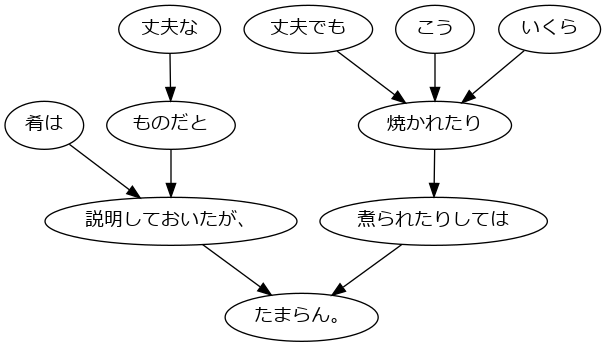 丈夫な
丈夫でも
こう
いくら
肴は
ものだと
焼かれたり
説明しておいたが、
煮られたりしては
たまらん。